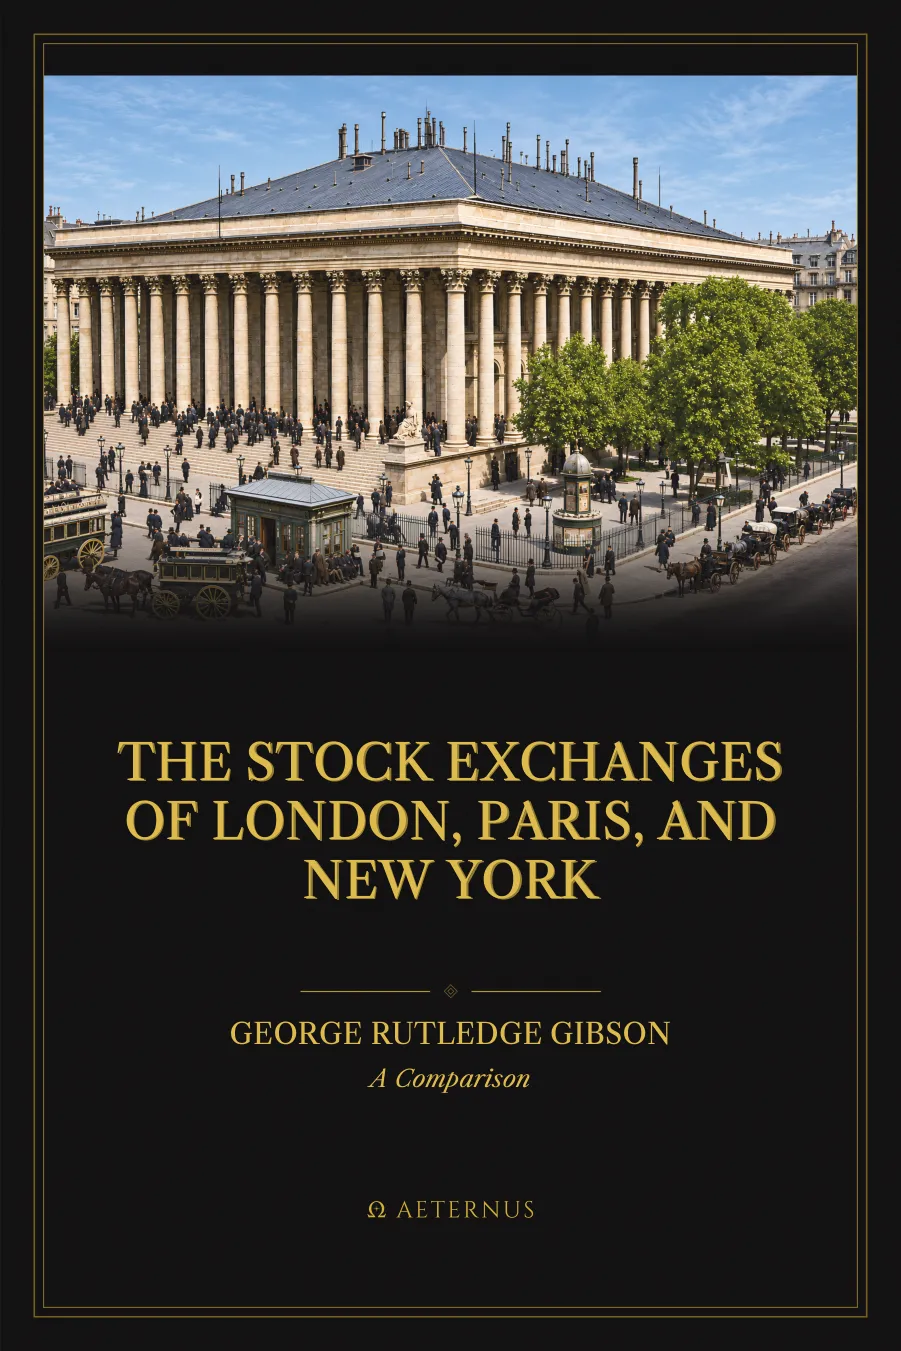 THE STOCK EXCHANGES
OF LONDON, PARIS, AND
NEW YORK
GEORGE RUTLEDGE GIBSON
A Comparison
Ω AETERNUS